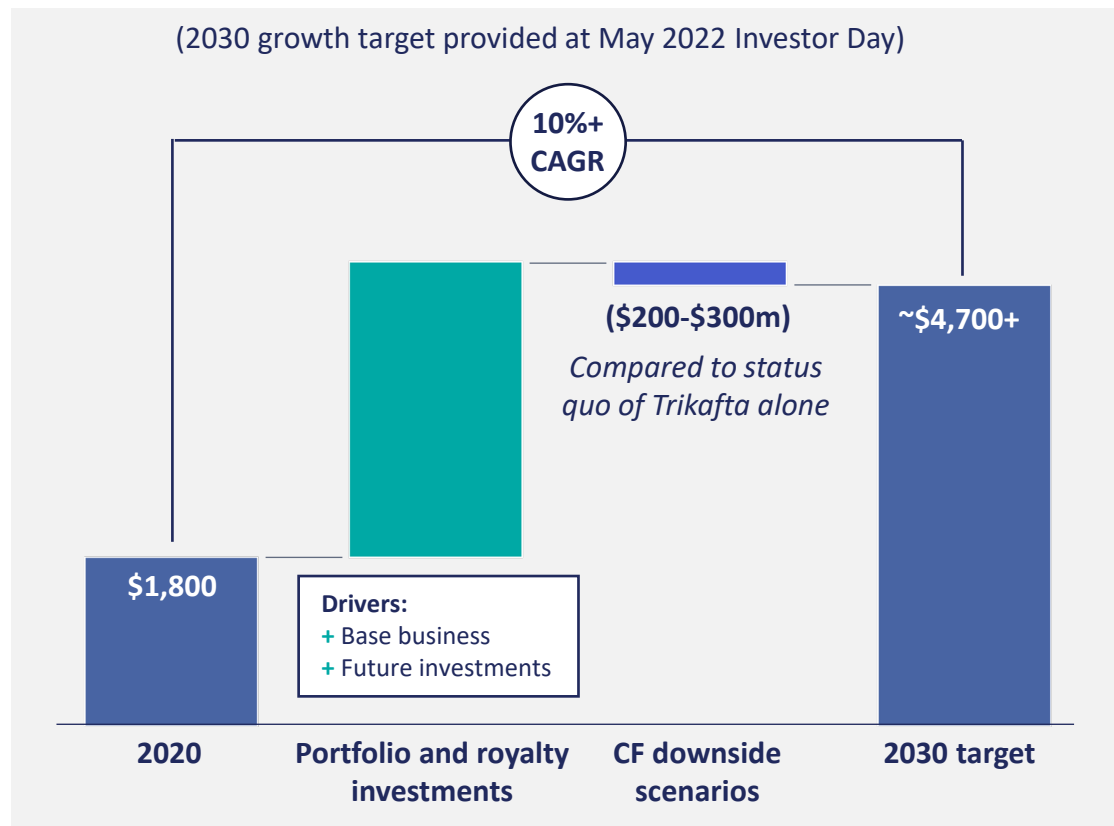 (2030 growth target provided at May 2022 Investor Day)
10%+
CAGR
($200-$300m)
Compared to status
quo of Trikafta alone
~$4,700+
$1,800
Drivers:
+ Base business
+ Future investments
2020
Portfolio and royalty
investments
CF downside
scenarios
2030 target